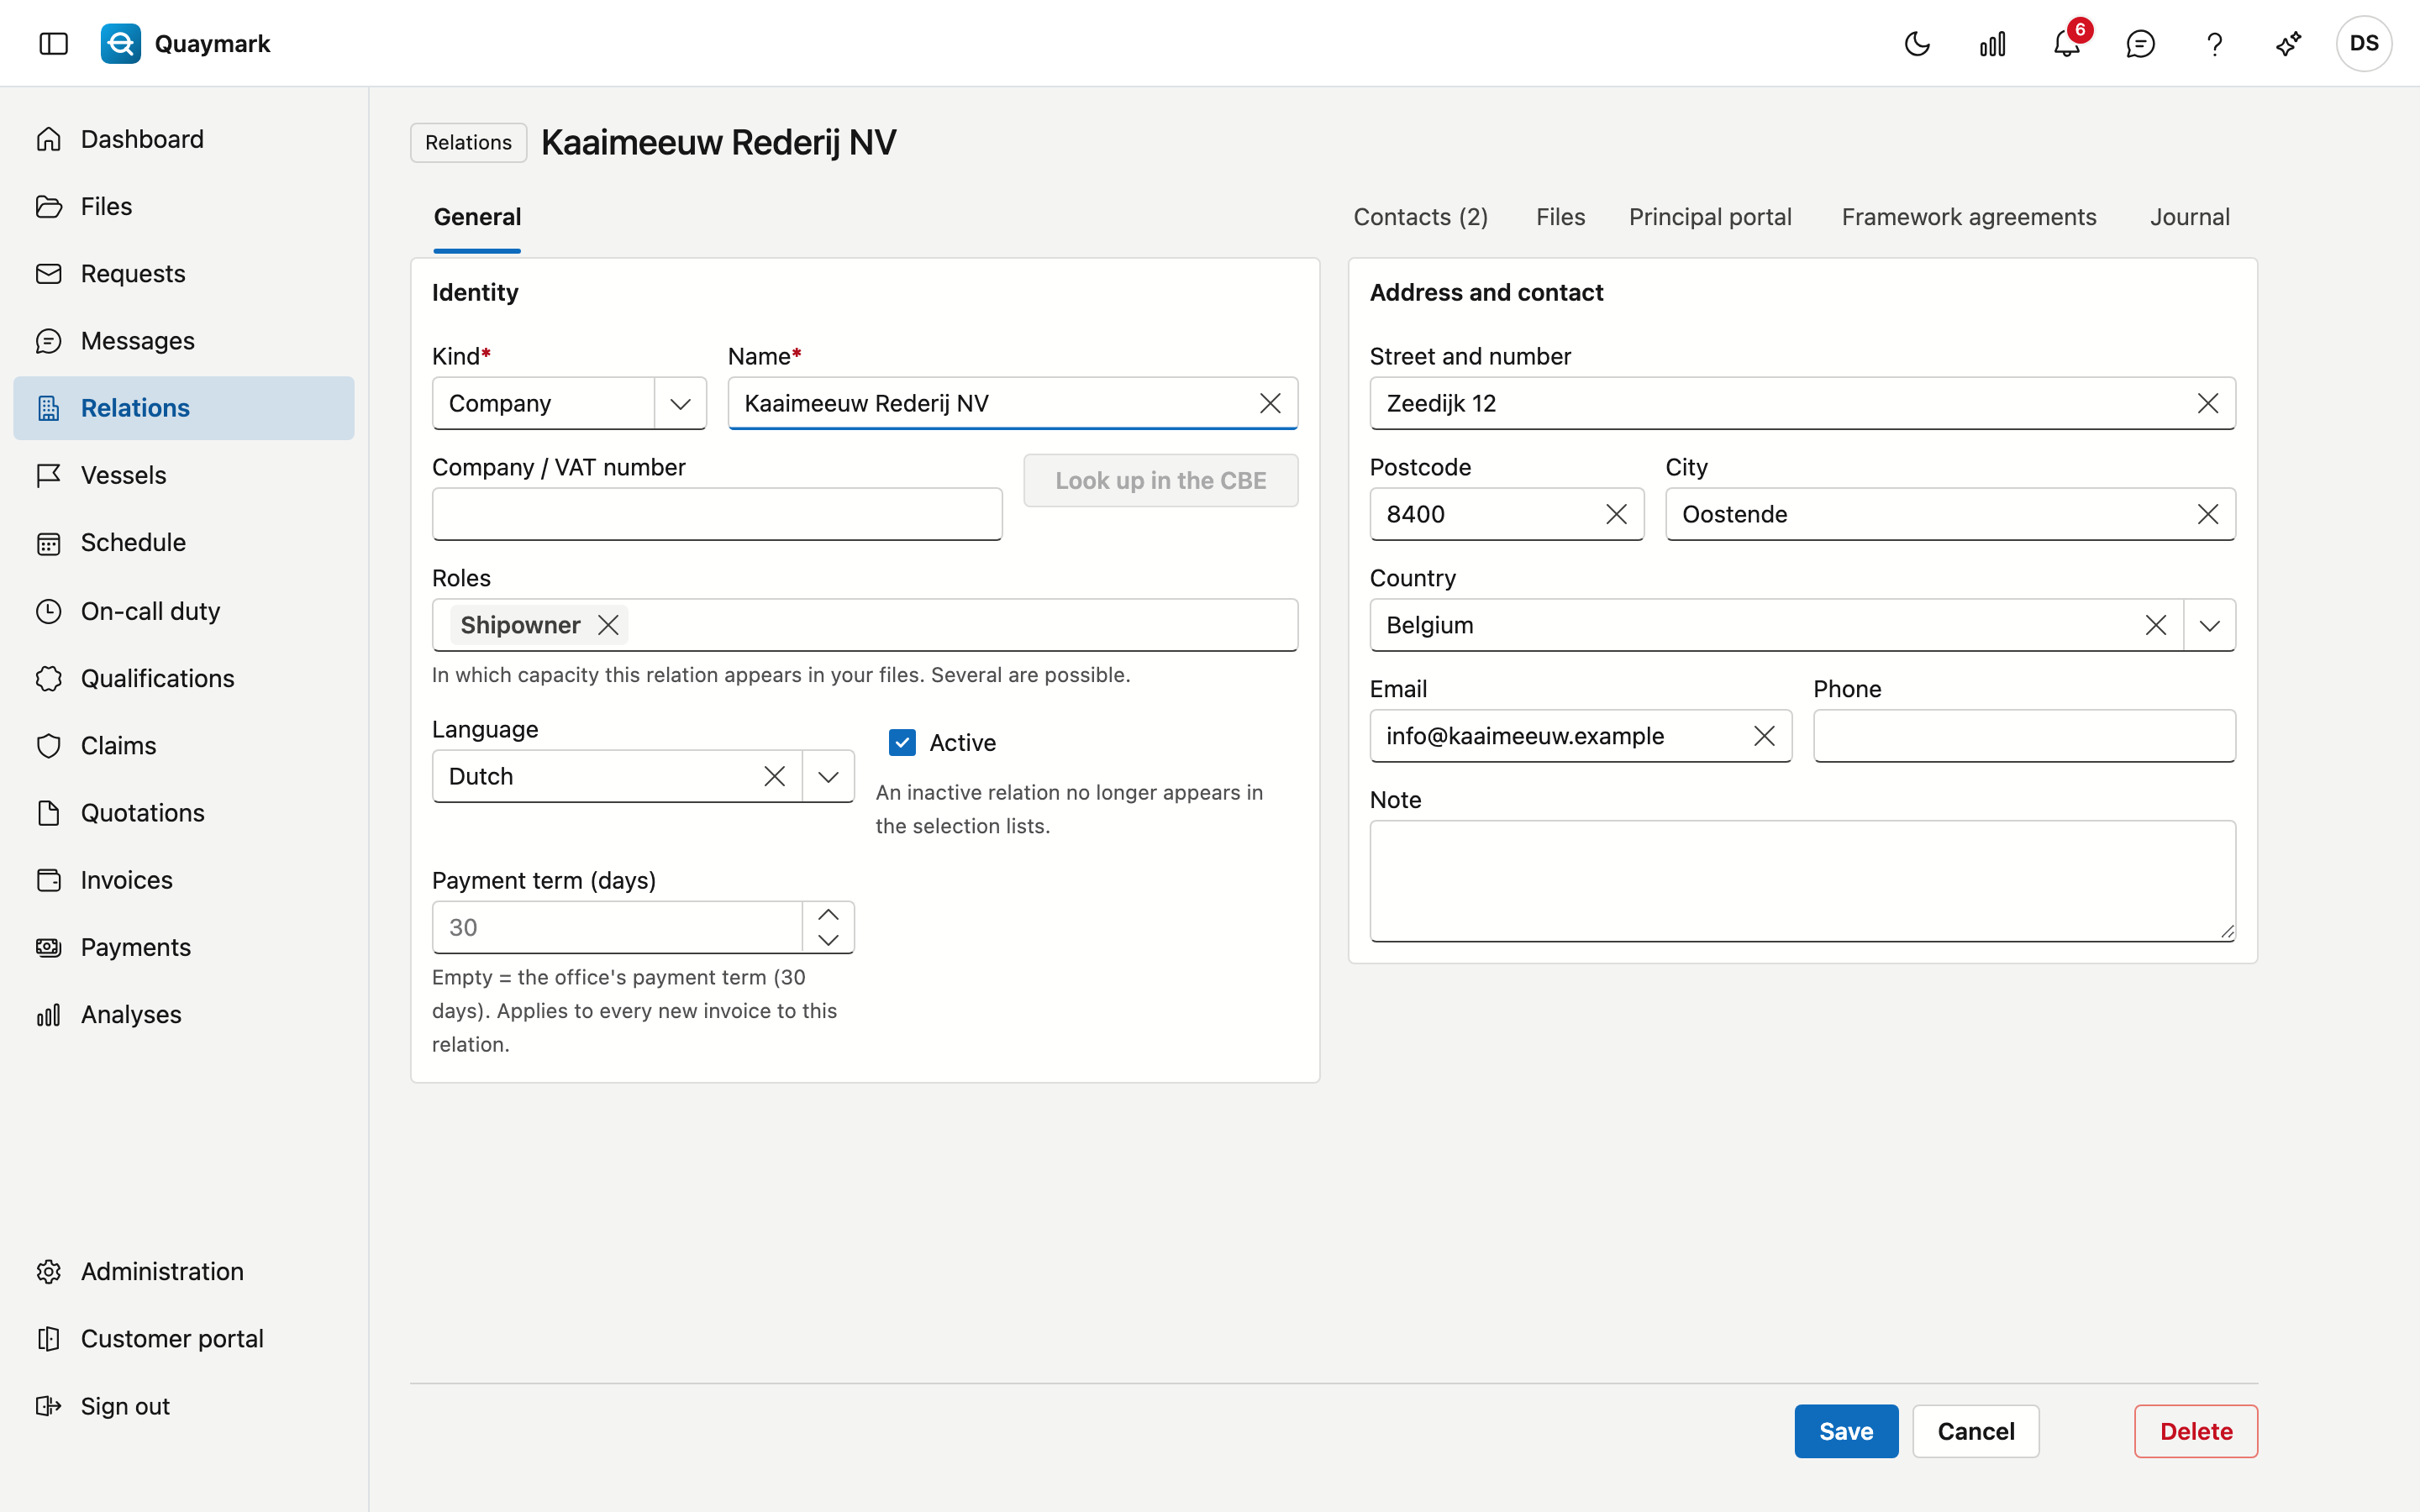 Quaymark
6
DS
Dashboard
Files
Requests
Messages
Relations
Vessels
Schedule
On-call duty
Qualifications
Claims
Quotations
Invoices
Payments
Analyses
Administration
Customer portal
Sign out
Relations
Kaaimeeuw Rederij NV
General
Contacts (2)
Files
Principal portal
Framework agreements
Journal
Identity
Kind*
Name*
Company
Kaaimeeuw Rederij NV
Company / VAT number
Look up in the CBE
Roles
Shipowner
In which capacity this relation appears in your files. Several are possible.
Language
Dutch
Active
An inactive relation no longer appears in
the selection lists.
Payment term (days)
30
Empty = the office's payment term (30
days). Applies to every new invoice to this
relation.
Address and contact
Street and number
Zeedijk 12
Postcode
City
8400
Oostende
Country
Belgium
Email
Phone
info@kaaimeeuw.example
Note
Save
Cancel
Delete